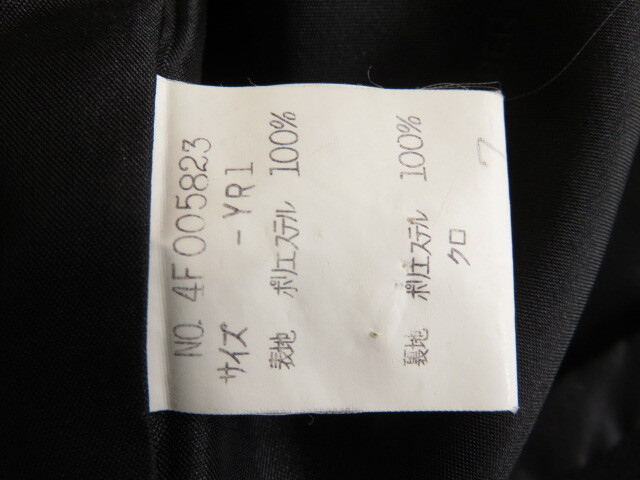 NO. 4F005823
サイズ -YR1
表地 ポリエステル 100%
裏地 ポリエステル 100%
クロ
7